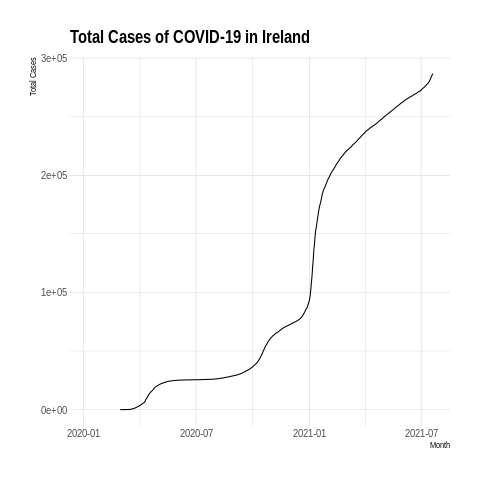 Total Cases of COVID-19 in Ireland
Total Cases
3e+05
2e+05
1e+05
0e+00
2020-01 2020-07 2021-01 2021-07
Month